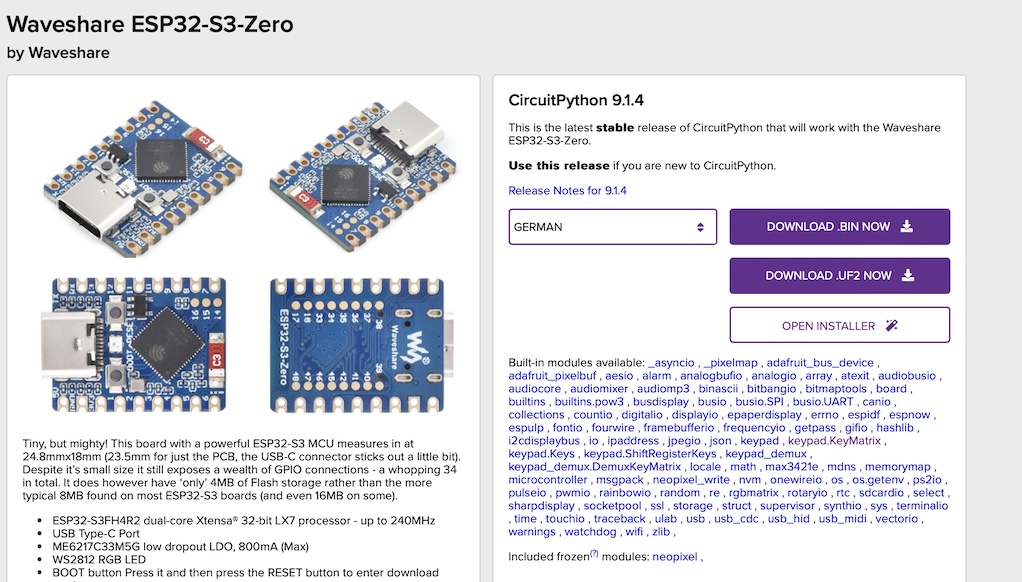 Waveshare ESP32-S3-Zero
by Waveshare
Tiny, but mighty! This board with a powerful ESP32-S3 MCU measures in at
24.8mmx18mm (23.5mm for just the PCB, the USB-C connector sticks out a little bit).
Despite it's small size it still exposes a wealth of GPIO connections - a whopping 34
in total. It does however have 'only' 4MB of Flash storage rather than the more
typical 8MB found on most ESP32-S3 boards (and even 16MB on some).
• ESP32-S3FH4R2 dual-core Xtensa® 32-bit LX7 processor - up to 240MHz
• USB Type-C Port
• ME6217C33M5G low dropout LDO, 800mA (Max)
• WS2812 RGB LED
• BOOT button Press it and then press the RESET button to enter download
CircuitPython 9.1.4
This is the latest stable release of CircuitPython that will work with the Waveshare
ESP32-S3-Zero.
Use this release if you are new to CircuitPython.
Release Notes for 9.1.4
GERMAN
DOWNLOAD .BIN NOW
DOWNLOAD .UF2 NOW
OPEN INSTALLER
Built-in modules available: _asyncio , _pixelmap , adafruit_bus_device ,
adafruit_pixelbuf , aesio , alarm , analogbufio , analogio , array , atexit , audiobusio ,
audiocore , audiomixer , audiomp3 , binascii , bitbangio , bitmaptools , board ,
builtins , builtins.pow3 , busdisplay , busio , busio.SPI , busio.UART , canio ,
collections , countio , digitalio , displayio , epaperdisplay , errno , espidf , espnow ,
espulp , fontio , fourwire , framebufferio , frequencyio , getpass , gifio , hashlib ,
i2cdisplaybus , io , ipaddress , jpegio , json , keypad , keypad.KeyMatrix ,
keypad.Keys , keypad.ShiftRegisterKeys , keypad_demux ,
keypad_demux.DemuxKeyMatrix , locale , math , max3421e , mdns , memorymap ,
microcontroller , msgpack , neopixel_write , nvm , onewireio , os , os.getenv , ps2io ,
pulseio , pwmio , rainbowio , random , re , rgbmatrix , rotaryio , rtc , sdcardio , select ,
sharpdisplay , socketpool , ssl , storage , struct , supervisor , synthio , sys , terminalio
, time , touchio , traceback , ulab , usb , usb_cdc , usb_hid , usb_midi , vectorio ,
warnings , watchdog , wifi , zlib ,
Included frozen(?) modules: neopixel ,
C3
C3
C3
ESP32-S3-Zero
Waveshare